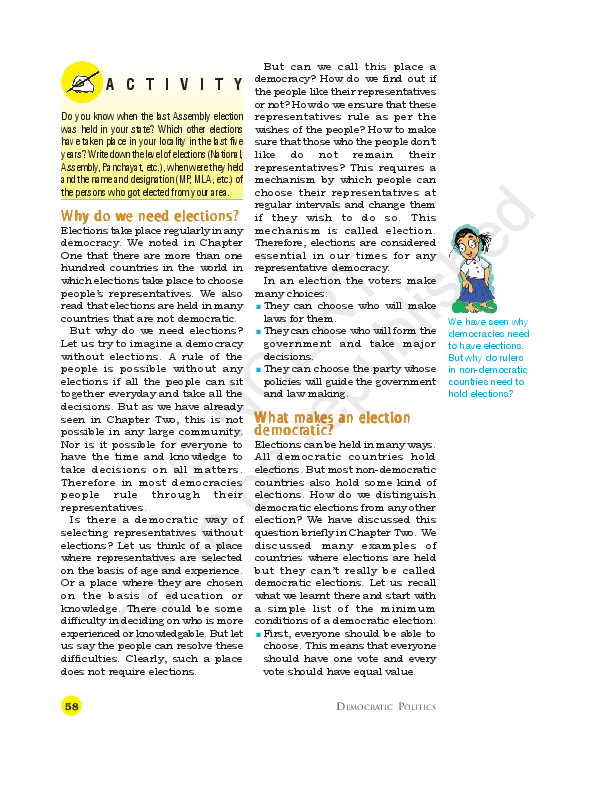 ACTIVITY
Do you know when the last Assembly election
was held in your state? Which other elections
have taken place in your locality in the last five
years? Write down the level of elections (National,
Assembly, Panchayat, etc.), when were they held
and the name and designation (MP, MLA, etc.) of
the persons who got elected from your area.
Why do we need elections?
Elections take place regularly in any
democracy. We noted in Chapter
One that there are more than one
hundred countries in the world in
which elections take place to choose
people's representatives. We also
read that elections are held in many
countries that are not democratic.
But why do we need elections?
Let us try to imagine a democracy
without elections. A rule of the
people is possible without any
elections if all the people can sit
together everyday and take all the
decisions. But as we have already
seen in Chapter Two, this is not
possible in any large community.
Nor is it possible for everyone to
have the time and knowledge to
take decisions on all matters.
Therefore in most democracies
people rule through their
representatives.
Is there a democratic way of
selecting representatives without
elections? Let us think of a place
where representatives are selected
on the basis of age and experience.
Or a place where they are chosen
on the basis of education or
knowledge. There could be some
difficulty in deciding on who is more
experienced or knowledgable. But let
us say the people can resolve these
difficulties. Clearly, such a place
does not require elections.
But can we call this place a
democracy? How do we find out if
the people like their representatives
or not? How do we ensure that these
representatives rule as per the
wishes of the people? How to make
sure that those who the people don't
like do not remain their
representatives? This requires a
mechanism by which people can
choose their representatives at
regular intervals and change them
if they wish to do so. This
mechanism is called election.
Therefore, elections are considered
essential in our times for any
representative democracy.
In an election the voters make
many choices:
■ They can choose who will make
laws for them.
■ They can choose who will form the
government and take major
decisions.
■ They can choose the party whose
policies will guide the government
and law making.
What makes an election
democratic?
Elections can be held in many ways.
All democratic countries hold
elections. But most non-democratic
countries also hold some kind of
elections. How do we distinguish
democratic elections from any other
election? We have discussed this
question briefly in Chapter Two. We
discussed many examples of
countries where elections are held
but they can't really be called
democratic elections. Let us recall
what we learnt there and start with
a simple list of the minimum
conditions of a democratic election:
■ First, everyone should be able to
choose. This means that everyone
should have one vote and every
vote should have equal value.
We have seen why
democracies need
to have elections.
But why do rulers
in non-democratic
countries need to
hold elections?
58
DEMOCRATIC POLITICS